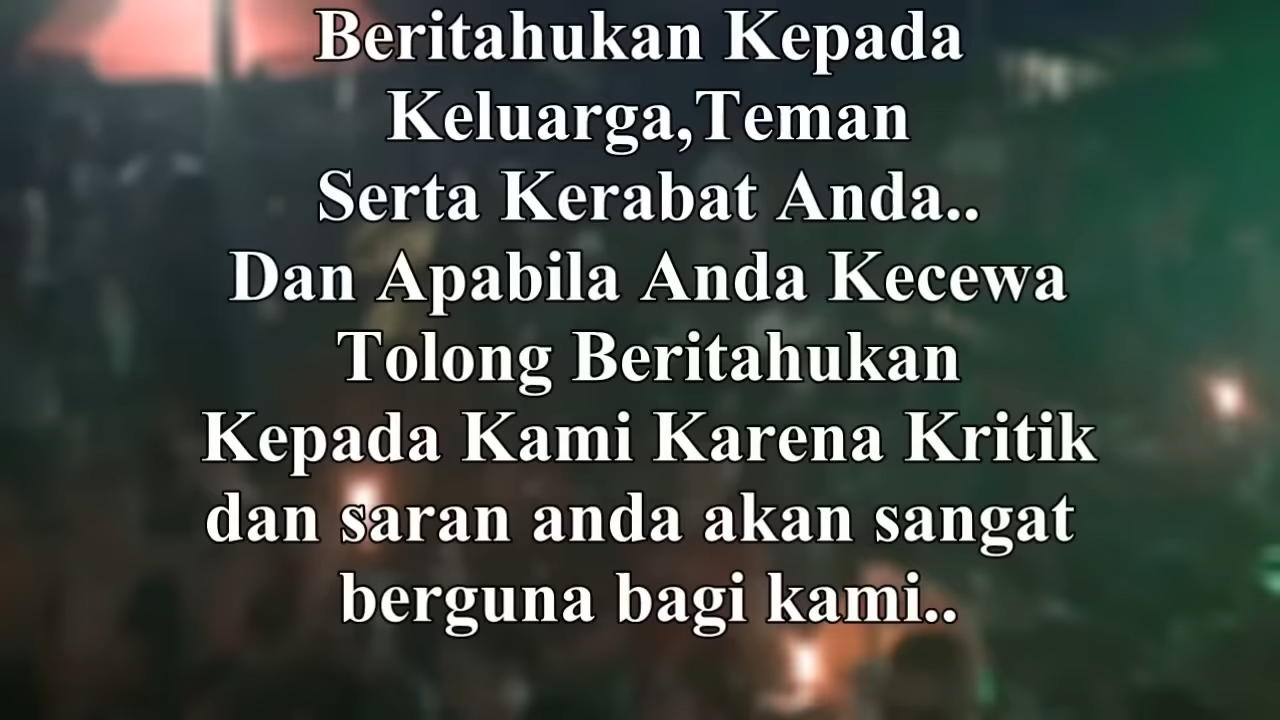 Beritahukan Kepada
Keluarga,Teman
Serta Kerabat Anda..
Dan Apabila Anda Kecewa
Tolong Beritahukan
Kepada Kami Karena Kritik
dan saran anda akan sangat
berguna bagi kami..